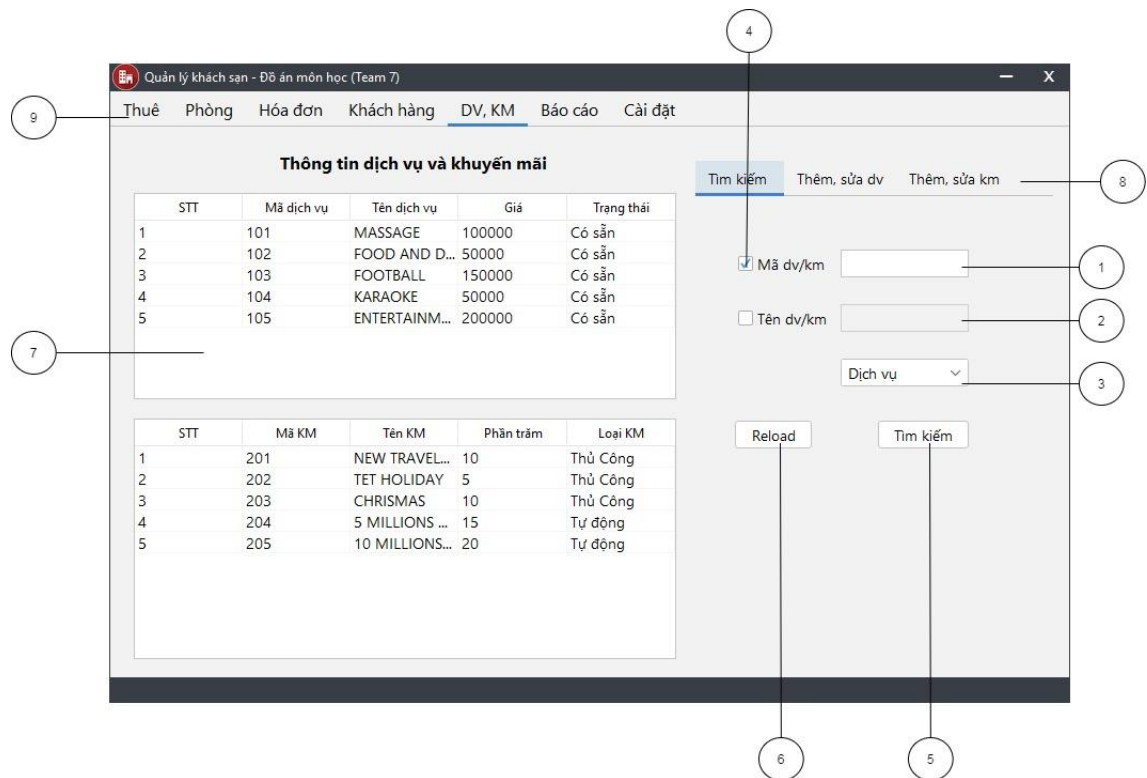 4
Quản lý khách sạn - Đồ án môn học (Team 7)
X
9
Thuê Phòng Hóa đơn Khách hàng DV, KM Báo cáo Cài đặt
Thông tin dịch vụ và khuyến mãi
Tìm kiếm Thêm, sửa dv Thêm, sửa km
8
STT Mã dịch vụ Tên dịch vụ Giá Trạng thái
1 101 MASSAGE 100000 Có sẵn
2 102 FOOD AND D... 50000 Có sẵn
3 103 FOOTBALL 150000 Có sẵn
4 104 KARAOKE 50000 Có sẵn
5 105 ENTERTAINM... 200000 Có sẵn
Mã dv/km
1
Tên dv/km
2
7
Dịch vụ
3
STT Mã KM Tên KM Phần trăm Loại KM
1 201 NEW TRAVEL... 10 Thủ Công
2 202 TET HOLIDAY 5 Thủ Công
3 203 CHRISMAS 10 Thủ Công
4 204 5 MILLIONS ... 15 Tự động
5 205 10 MILLIONS... 20 Tự động
Reload Tìm kiếm
6
5